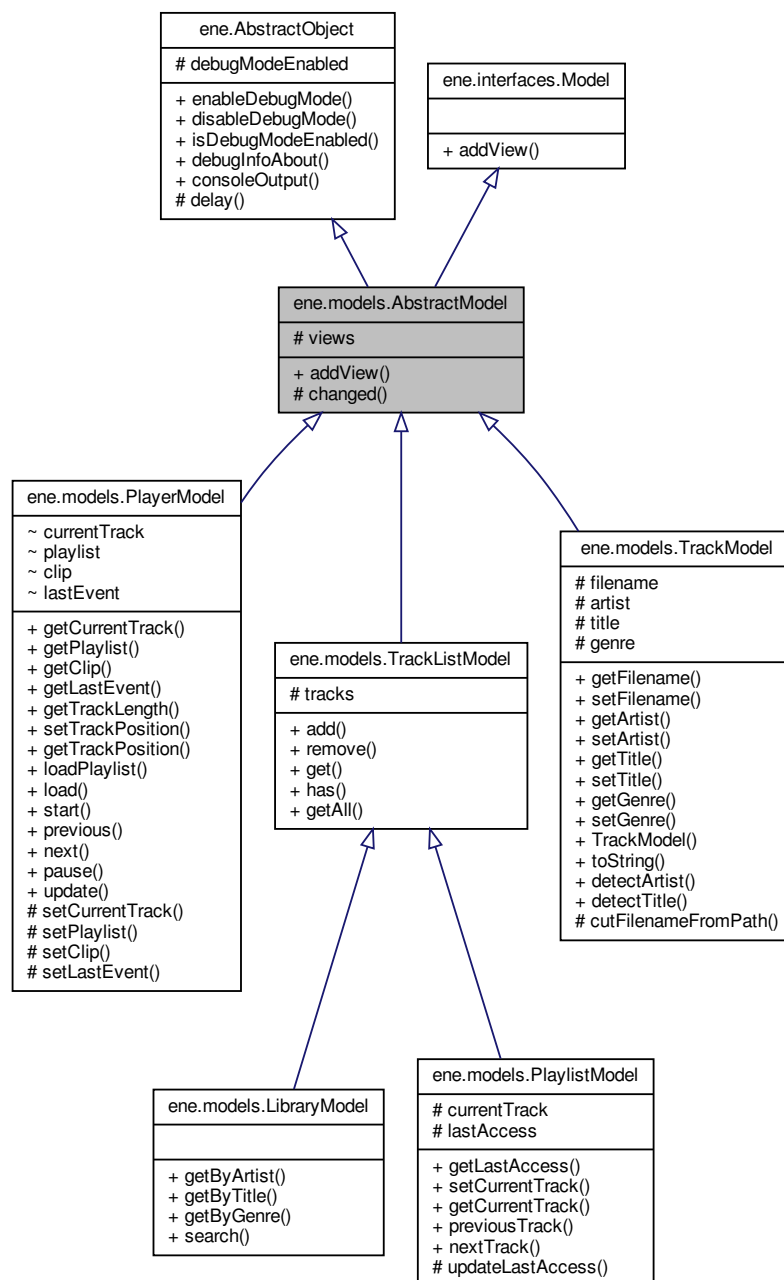 ene.AbstractObject
# debugModeEnabled
+ enableDebugMode()
+ disableDebugMode()
+ isDebugModeEnabled()
+ debugInfoAbout()
+ consoleOutput()
# delay()
ene.interfaces.Model
+ addView()
ene.models.AbstractModel
# views
+ addView()
# changed()
ene.models.PlayerModel
~ currentTrack
~ playlist
~ clip
~ lastEvent
+ getCurrentTrack()
+ getPlaylist()
+ getClip()
+ getLastEvent()
+ getTrackLength()
+ setTrackPosition()
+ getTrackPosition()
+ loadPlaylist()
+ load()
+ start()
+ previous()
+ next()
+ pause()
+ update()
# setCurrentTrack()
# setPlaylist()
# setClip()
# setLastEvent()
ene.models.TrackListModel
# tracks
+ add()
+ remove()
+ get()
+ has()
+ getAll()
ene.models.TrackModel
# filename
# artist
# title
# genre
+ getFilename()
+ setFilename()
+ getArtist()
+ setArtist()
+ getTitle()
+ setTitle()
+ getGenre()
+ setGenre()
+ TrackModel()
+ toString()
+ detectArtist()
+ detectTitle()
# cutFilenameFromPath()
ene.models.LibraryModel
+ getByArtist()
+ getByTitle()
+ getByGenre()
+ search()
ene.models.PlaylistModel
# currentTrack
# lastAccess
+ getLastAccess()
+ setCurrentTrack()
+ getCurrentTrack()
+ previousTrack()
+ nextTrack()
# updateLastAccess()